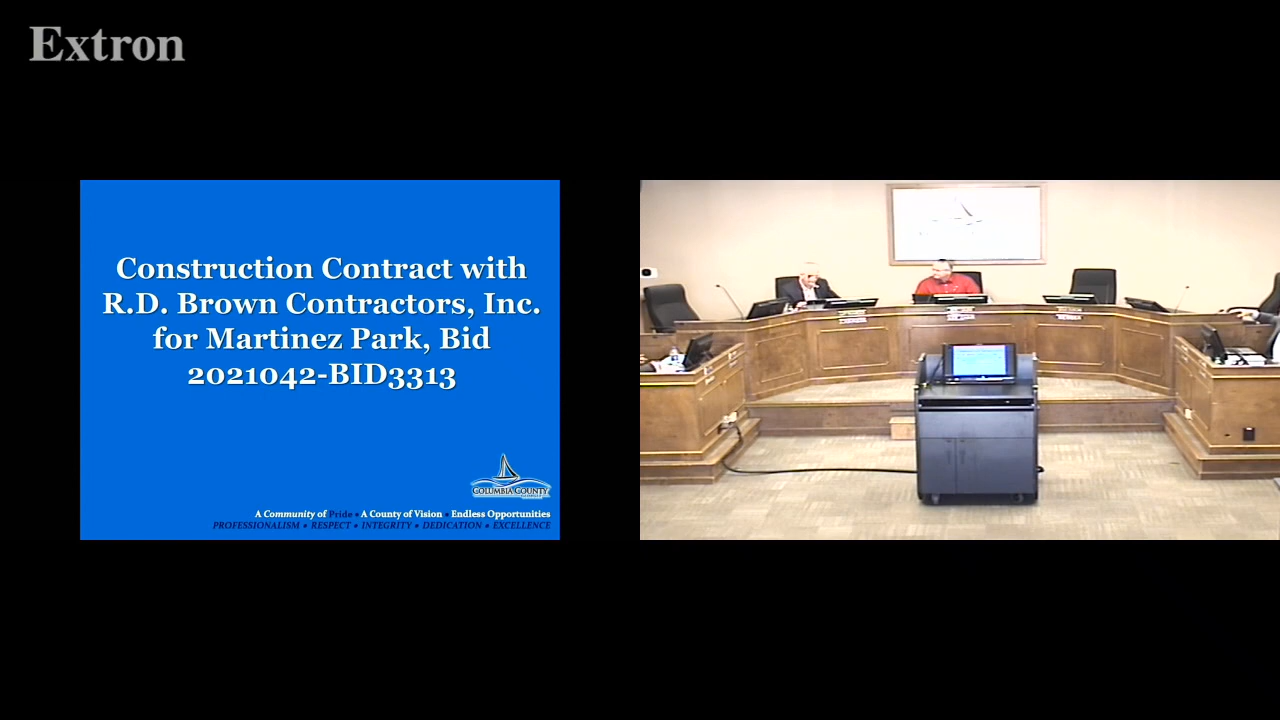 Extron
Construction Contract with
R.D. Brown Contractors, Inc.
for Martinez Park, Bid
2021042-BID3313
COLUMBIA COUNTY
A Community of Pride • A County of Vision • Endless Opportunities
PROFESSIONALISM • RESPECT • INTEGRITY • DEDICATION • EXCELLENCE